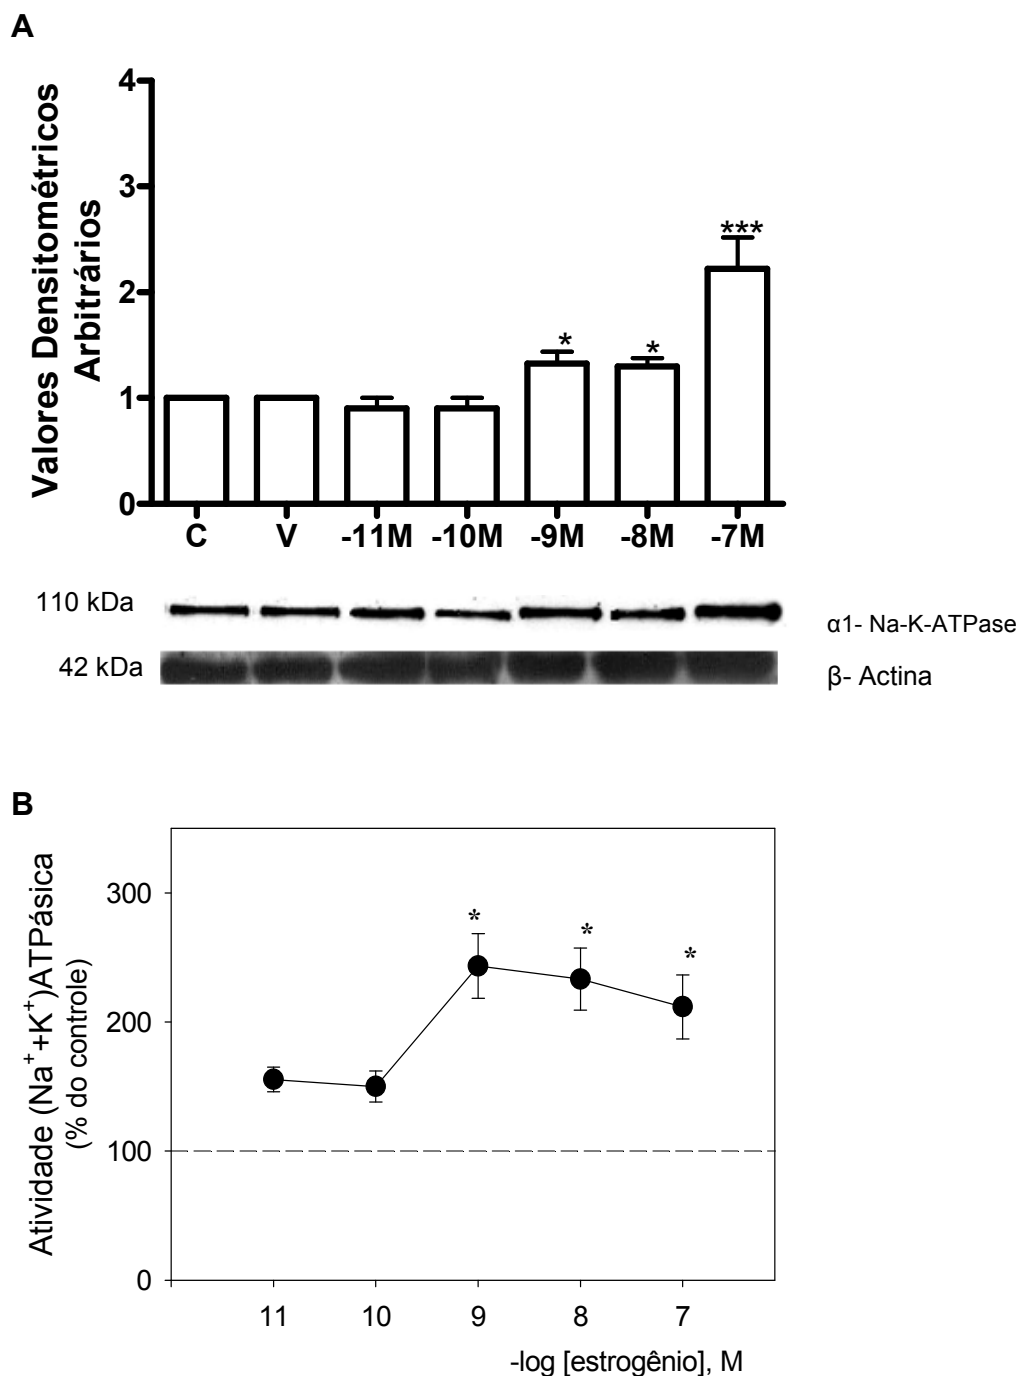 A
Valores Densitométricos
Arbitrários
4
3
2
1
0
***
*
*
C V -11M -10M -9M -8M -7M
110 kDa
α1- Na-K-ATPase
42 kDa
β- Actina
B
Atividade (Na⁺+K⁺)ATPásica
(% do controle)
300
200
100
0
*
*
*
11 10 9 8 7
-log [estrogênio], M